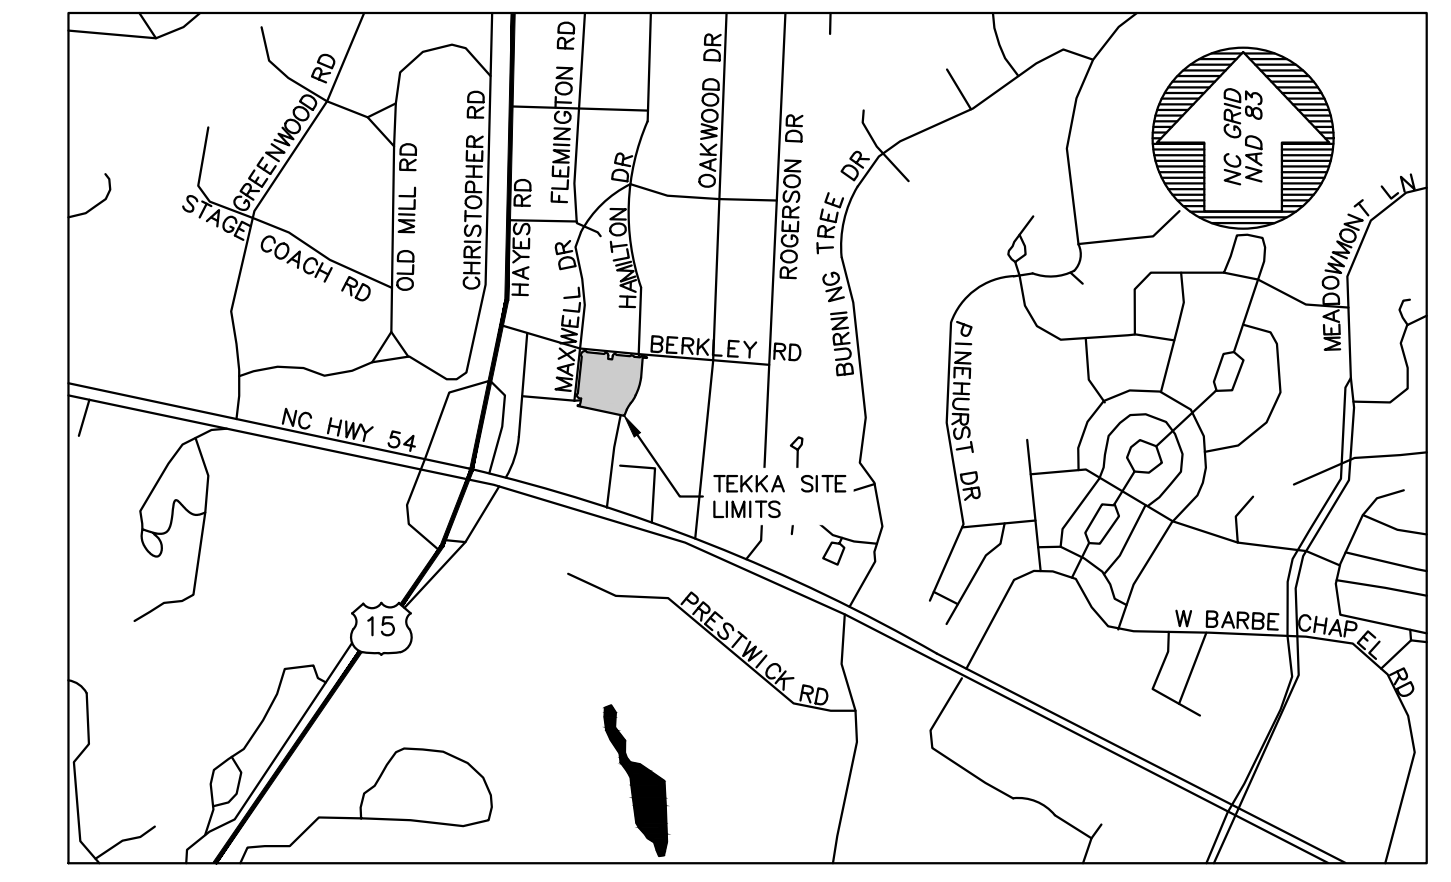 GREENWOOD RD
STAGE COACH RD
OLD MILL RD
CHRISTOPHER RD
HAYES RD
FLEMINGTON RD
MAXWELL DR
HAMILTON DR
OAKWOOD DR
ROGERSON DR
BURNING TREE DR
NC GRID
NAD 83
MEADOWMONT LN
BERKLEY RD
PINEHURST DR
NC HWY 54
TEKKA SITE
LIMITS
15
PRESTWICK RD
W BARBE CHAPEL RD